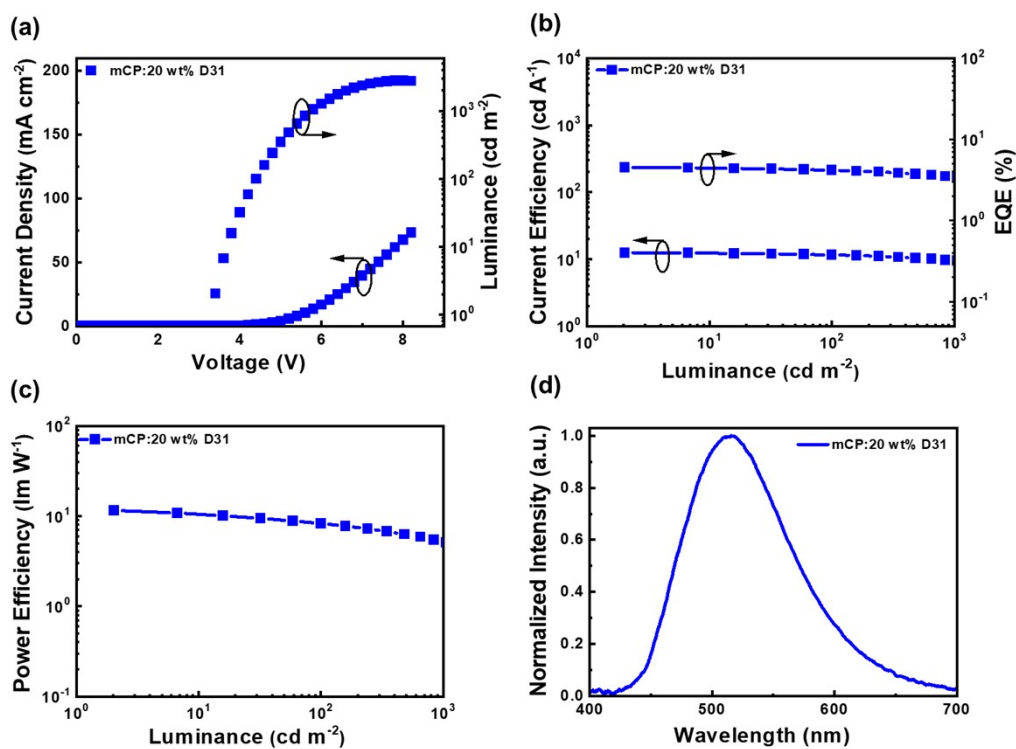 (a)
mCP:20 wt% D31
Current Density (mA cm⁻²)
200
150
100
50
0
0
2
4
6
8
Voltage (V)
10³
10²
10¹
10⁰
Luminance (cd m⁻²)
(b)
mCP:20 wt% D31
Current Efficiency (cd A⁻¹)
10⁴
10³
10²
10¹
10⁰
10⁰
10¹
10²
10³
Luminance (cd m⁻²)
10²
10¹
10⁰
10⁻¹
EQE (%)
(c)
mCP:20 wt% D31
Power Efficiency (lm W⁻¹)
10²
10¹
10⁰
10⁻¹
10⁰
10¹
10²
10³
Luminance (cd m⁻²)
(d)
mCP:20 wt% D31
Normalized Intensity (a.u.)
1.0
0.8
0.6
0.4
0.2
0.0
400
500
600
700
Wavelength (nm)